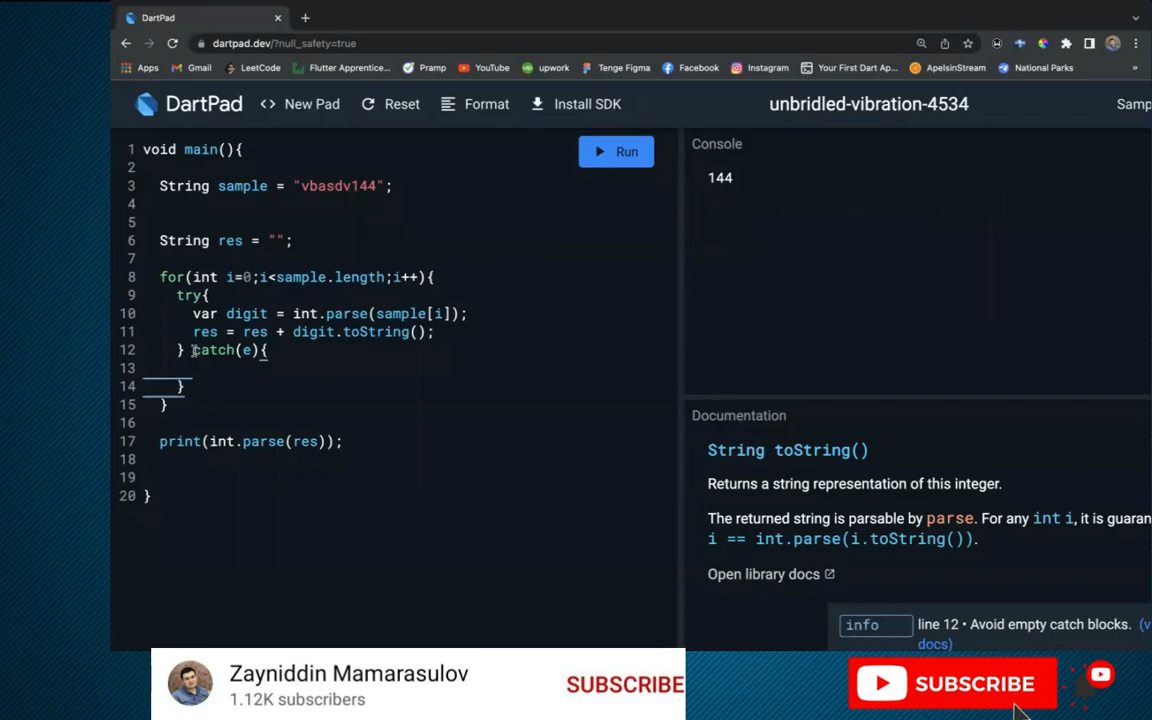 DartPad
dartpad.dev/?null_safety=true
Apps Gmail LeetCode Flutter Apprentice... Pramp YouTube upwork Tenge Figma Facebook Instagram Your First Dart Ap... ApelsinStream National Parks »
DartPad <> New Pad Reset Format Install SDK unbridled-vibration-4534 Samp
Run
1 void main(){
2
3 String sample = "vbasdv144";
4
5
6 String res = "";
7
8 for(int i=0;i<sample.length;i++){
9 try{
10 var digit = int.parse(sample[i]);
11 res = res + digit.toString();
12 } catch(e){
13
14 }
15 }
16
17 print(int.parse(res));
18
19
20 }
Console
144
Documentation
String toString()
Returns a string representation of this integer.
The returned string is parsable by parse. For any int i, it is guaran
i == int.parse(i.toString()).
Open library docs
info line 12 • Avoid empty catch blocks. (v
docs)
Zayniddin Mamarasulov
1.12K subscribers
SUBSCRIBE
SUBSCRIBE